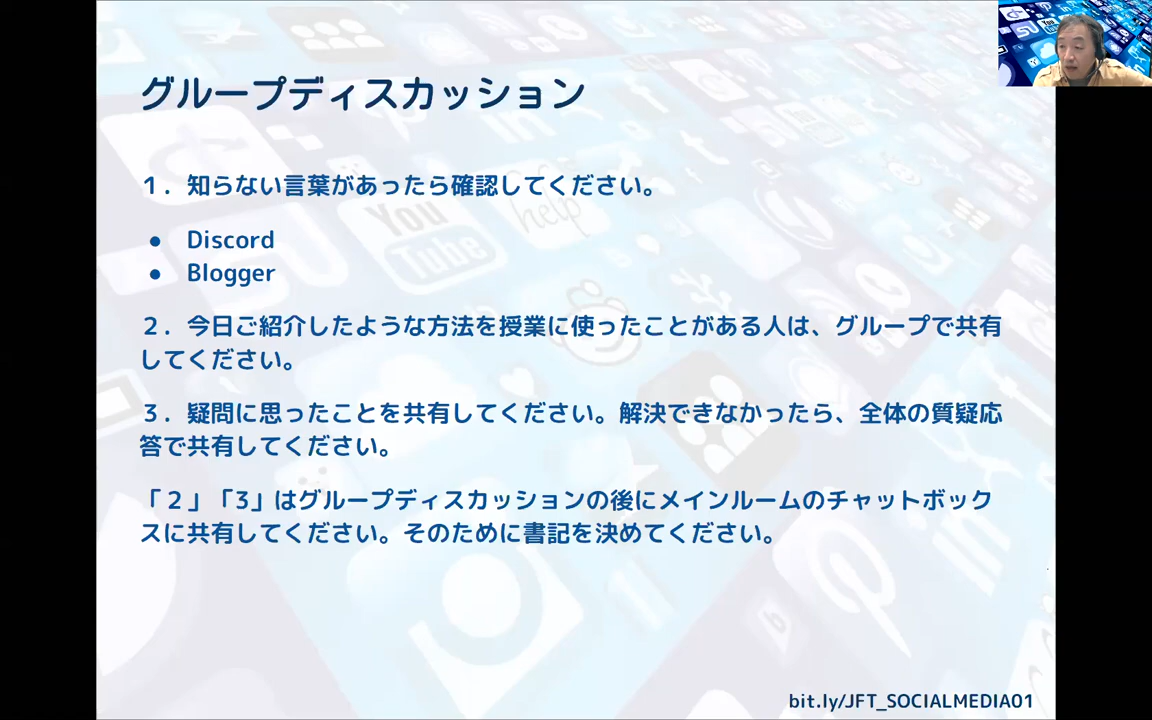 グループディスカッション
１．知らない言葉があったら確認してください。
● Discord
● Blogger
２．今日ご紹介したような方法を授業に使ったことがある人は、グループで共有
してください。
３．疑問に思ったことを共有してください。解決できなかったら、全体の質疑応
答で共有してください。
「２」「3」はグループディスカッションの後にメインルームのチャットボック
スに共有してください。そのために書記を決めてください。
bit.ly/JFT_SOCIALMEDIA01
You
Tube
help
You